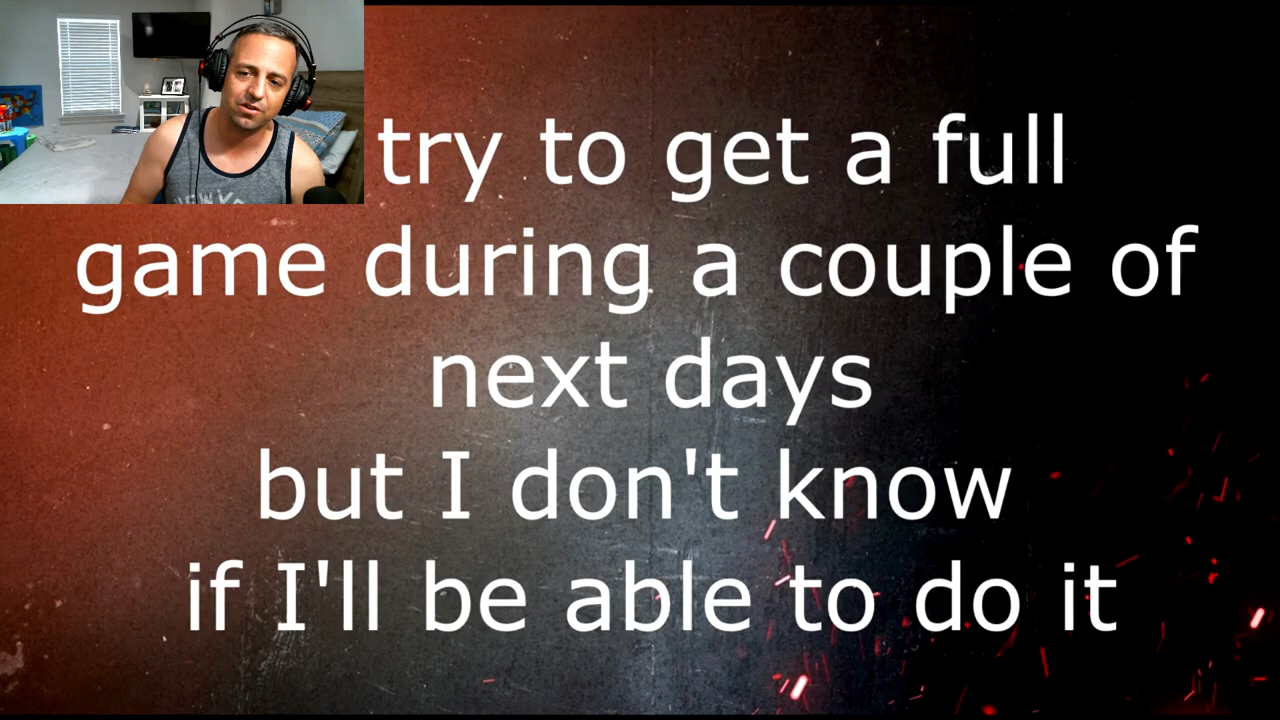 try to get a full
game during a couple of
next days
but I don't know
if I'll be able to do it